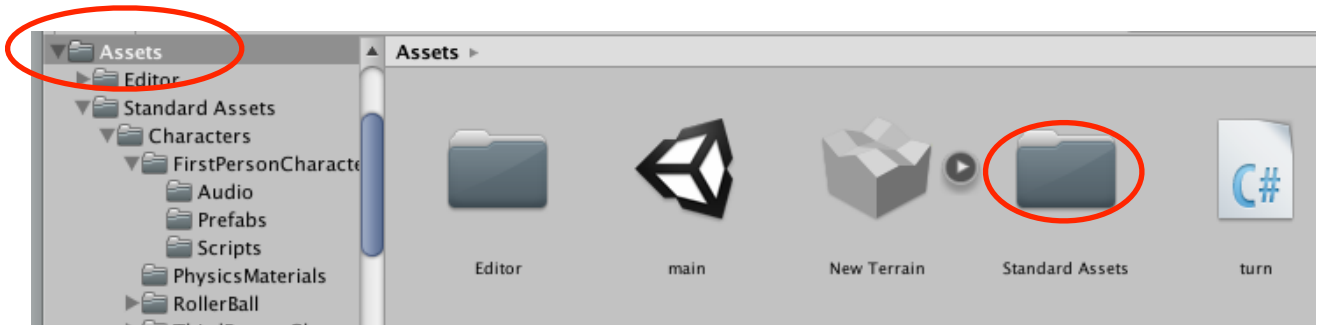 Assets
Editor
Standard Assets
Characters
FirstPersonCharacte
Audio
Prefabs
Scripts
PhysicsMaterials
RollerBall
Assets
C#
Editor
main
New Terrain
Standard Assets
turn